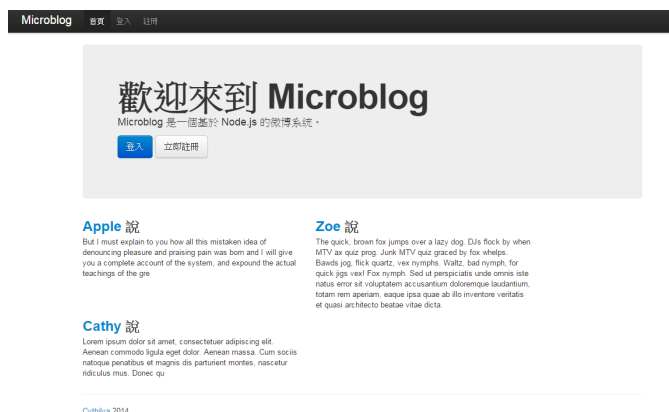 Microblog 首頁 登入 註冊
歡迎來到 Microblog
Microblog 是一個基於 Node.js 的微博系統。
登入 立即註冊
Apple 說
But I must explain to you how all this mistaken idea of
denouncing pleasure and praising pain was born and I will give
you a complete account of the system, and expound the actual
teachings of the gre
Zoe 說
The quick, brown fox jumps over a lazy dog. DJs flock by when
MTV ax quiz prog. Junk MTV quiz graced by fox whelps.
Bawds jog, flick quartz, vex nymphs. Waltz, bad nymph, for
quick jigs vex! Fox nymph. Sed ut perspiciatis unde omnis iste
natus error sit voluptatem accusantium doloremque laudantium,
totam rem aperiam, eaque ipsa quae ab illo inventore veritatis
et quasi architecto beatae vitae dicta.
Cathy 說
Lorem ipsum dolor sit amet, consectetuer adipiscing elit.
Aenean commodo ligula eget dolor. Aenean massa. Cum sociis
natoque penatibus et magnis dis parturient montes, nascetur
ridiculus mus. Donec qu
Cythilya 2014